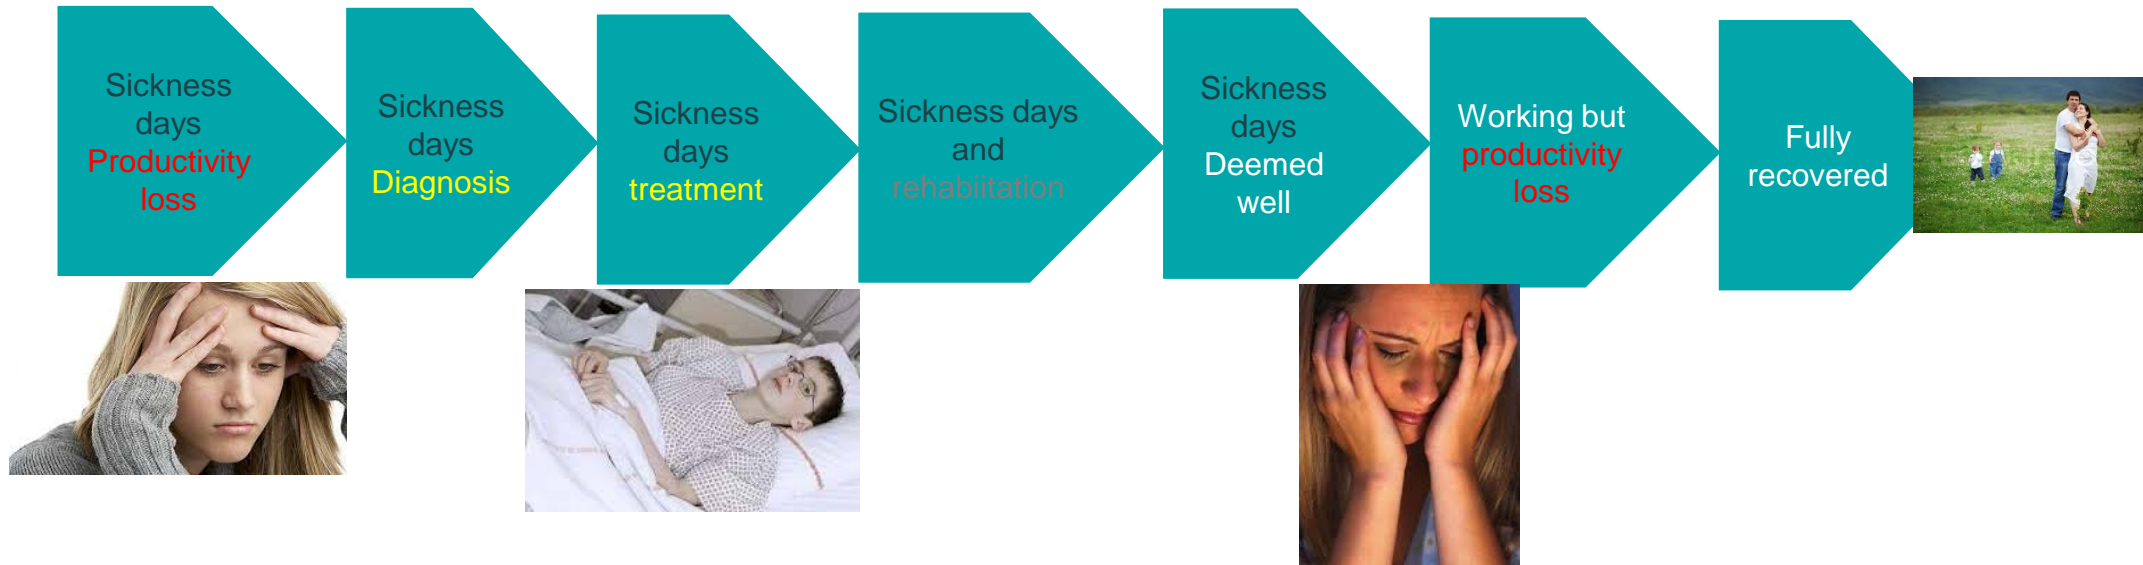 Sickness
days
Productivity
loss
Sickness
days
Diagnosis
Sickness
days
treatment
Sickness days
and
rehabiitation
Sickness
days
Deemed
well
Working but
productivity
loss
Fully
recovered